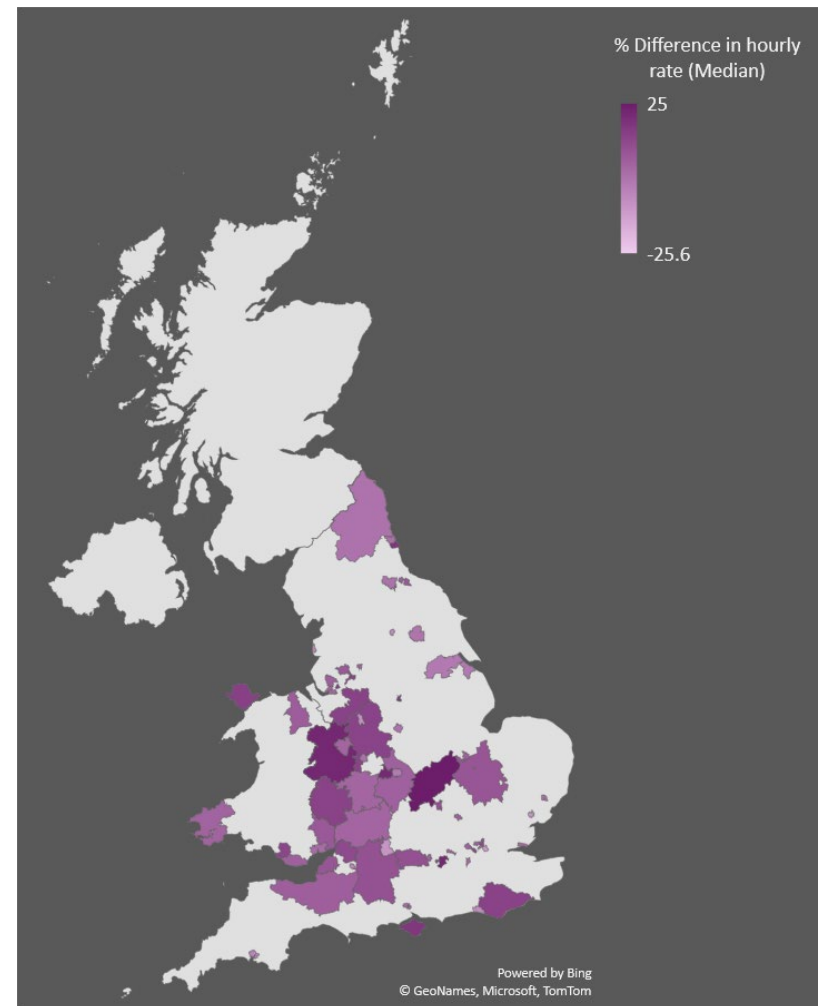 % Difference in hourly
rate (Median)
25
-25.6
Powered by Bing
© GeoNames, Microsoft, TomTom